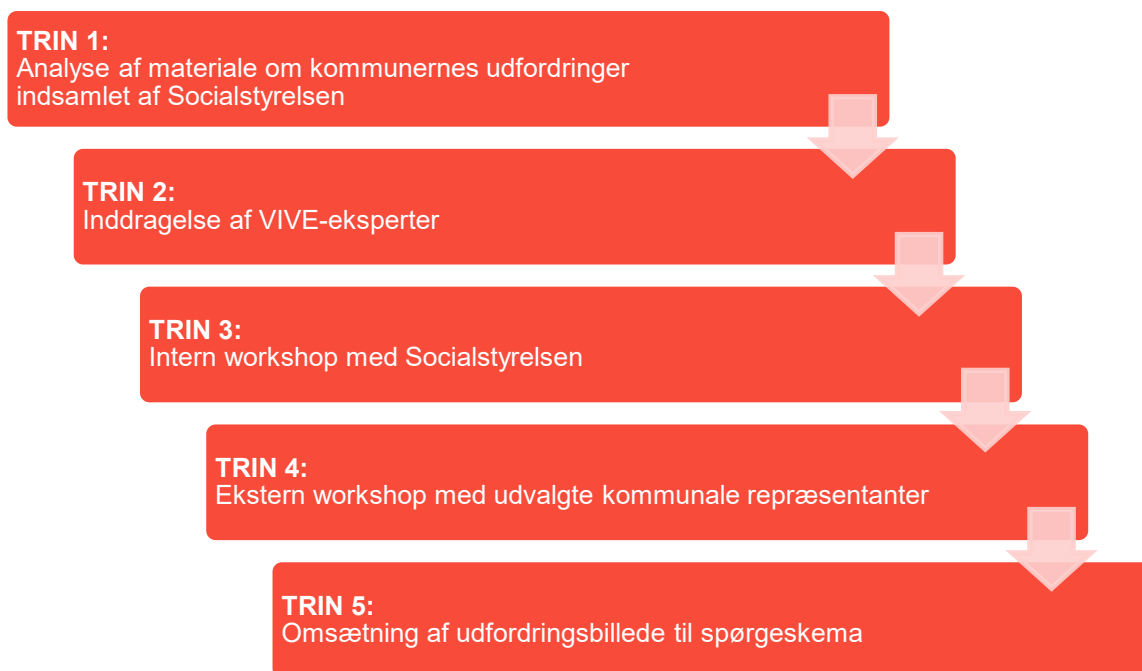 TRIN 1:
Analyse af materiale om kommunernes udfordringer
indsamlet af Socialstyrelsen
TRIN 2:
Inddragelse af VIVE-eksperter
TRIN 3:
Intern workshop med Socialstyrelsen
TRIN 4:
Ekstern workshop med udvalgte kommunale repræsentanter
TRIN 5:
Omsætning af udfordringsbillede til spørgeskema